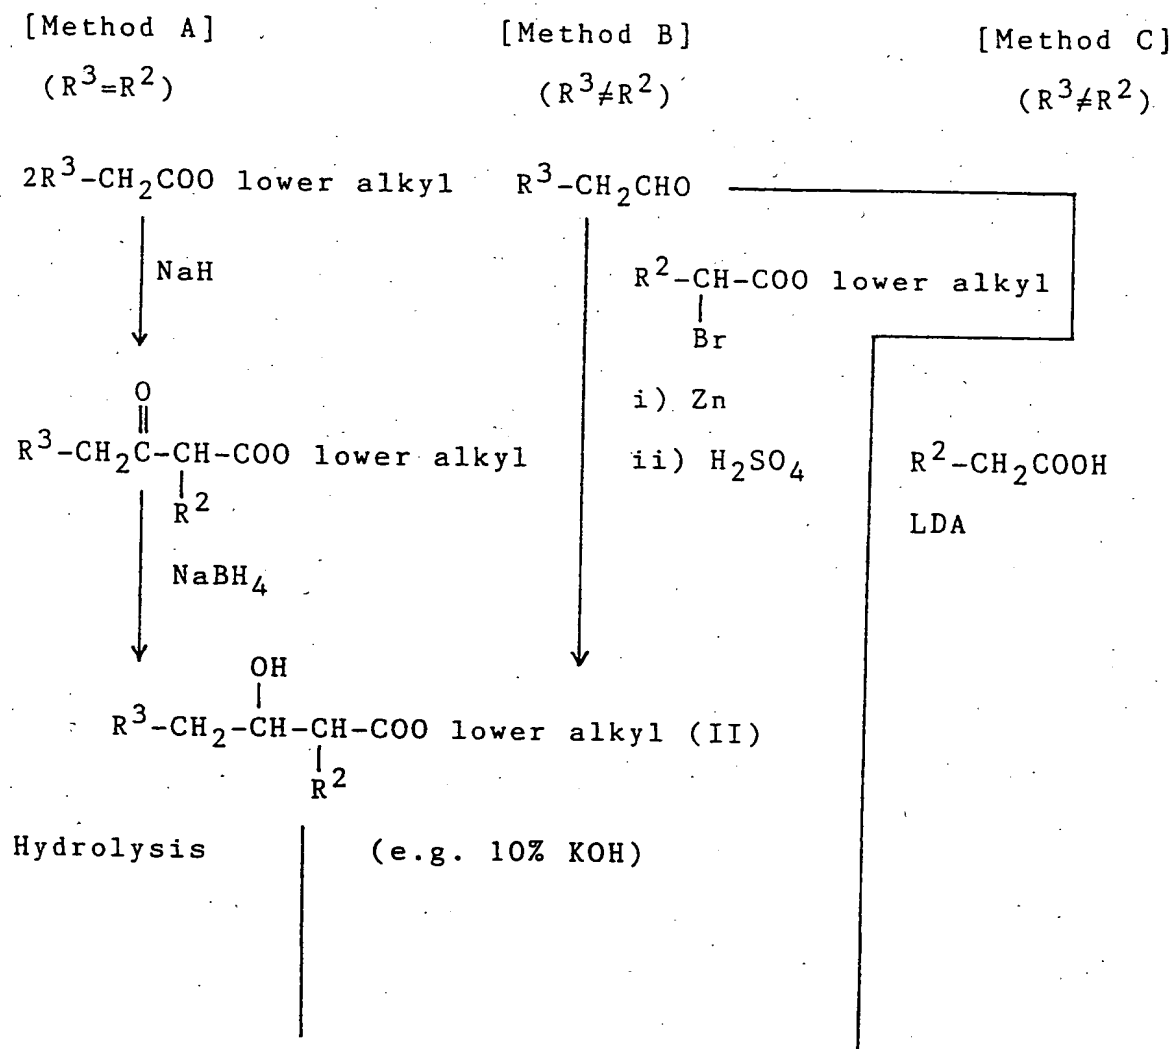 [Method A] [Method B] [Method C]
(R³=R²) (R³≠R²) (R³≠R²)
2R³-CH₂COO lower alkyl R³-CH₂CHO
NaH
R²-CH-COO lower alkyl
Br
O
i) Zn
R³-CH₂C-CH-COO lower alkyl
ii) H₂SO₄
R²-CH₂COOH
R²
LDA
NaBH₄
OH
R³-CH₂-CH-CH-COO lower alkyl (II)
R²
Hydrolysis (e.g. 10% KOH)